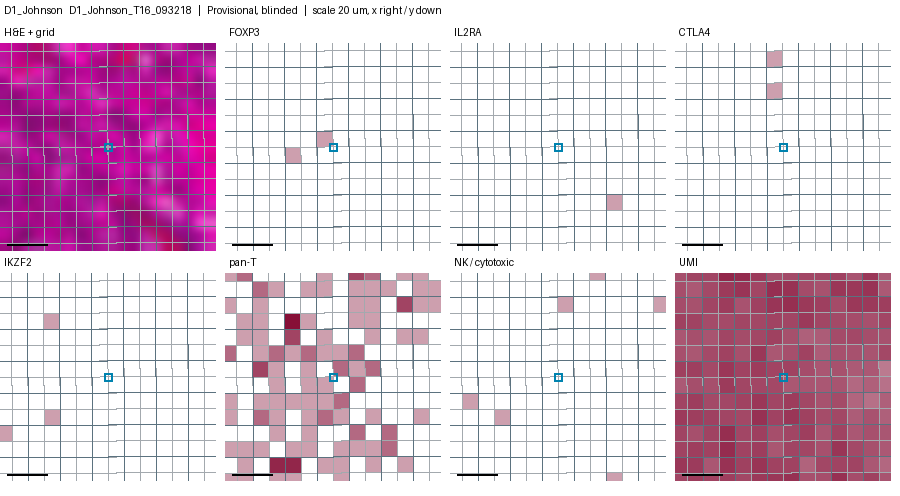 D1_Johnson D1_Johnson_T16_093218 | Provisional, blinded | scale 20 um, x right / y down
H&E + grid FOXP3 IL2RA CTLA4
IKZF2 pan-T NK / cytotoxic UMI